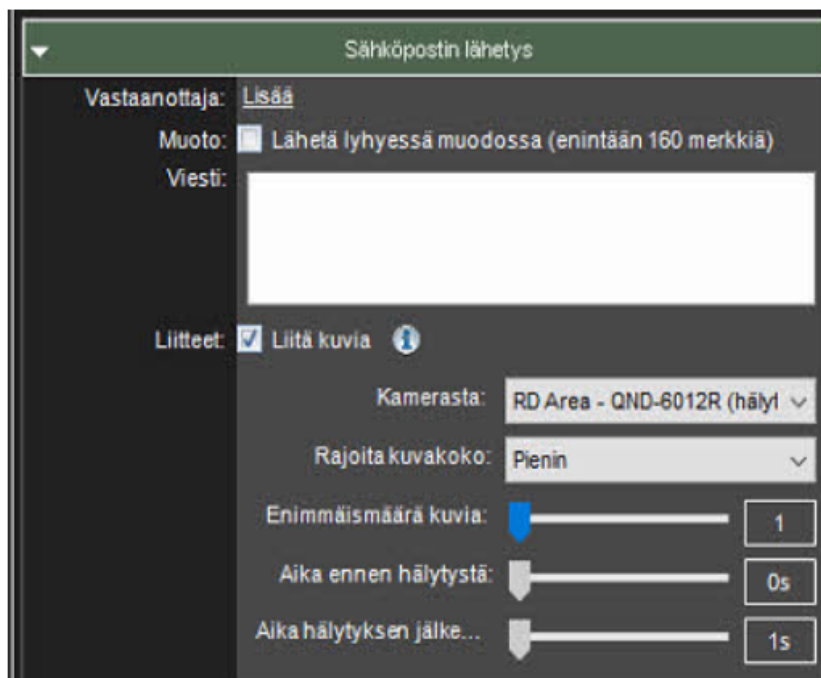 Sähköpostin lähetys
Vastaanottaja: Lisää
Muoto: Lähetä lyhyessä muodossa (enintään 160 merkkiä)
Viesti:
Liitteet: Liitä kuvia
Kamerasta: RD Area - QND-6012R (hälyt
Rajoita kuvakoko: Pienin
Enimmäismäärä kuvia: 1
Aika ennen hälytystä: 0s
Aika hälytyksen jälke... 1s